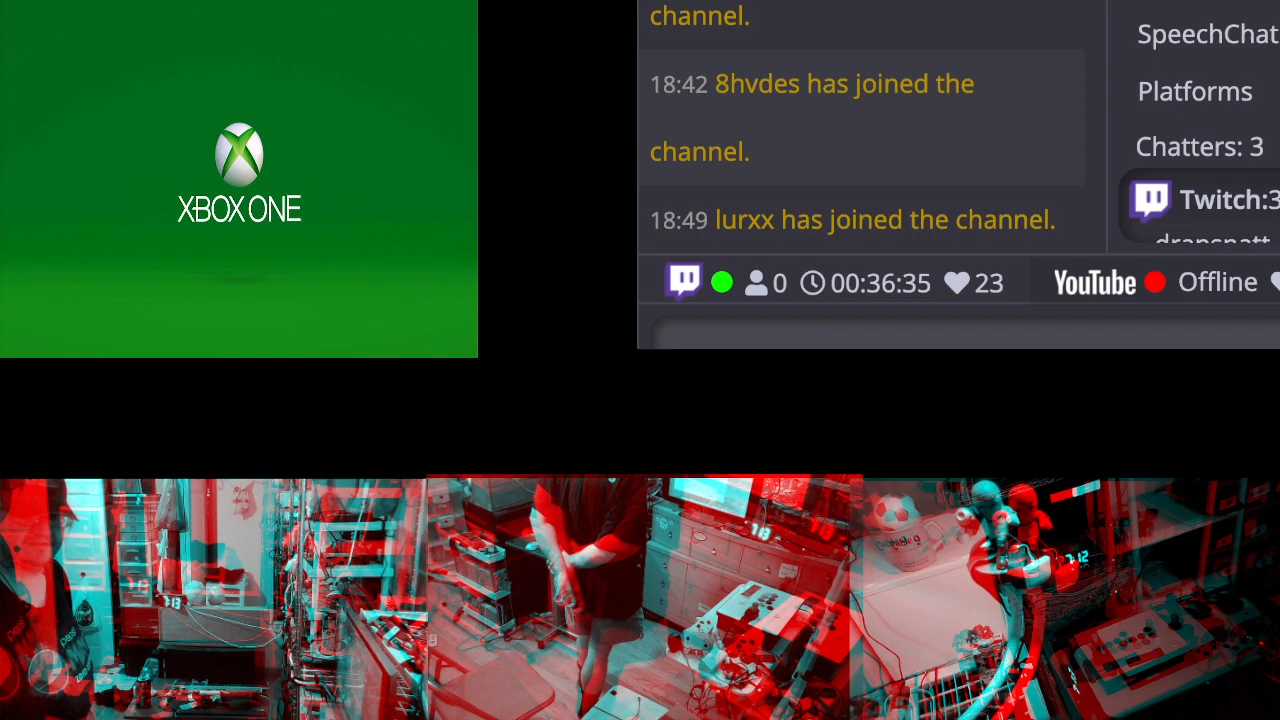 XBOX ONE
channel.
18:42 8hvdes has joined the
channel.
18:49 lurxx has joined the channel.
SpeechChat
Platforms
Chatters: 3
Twitch:3
0 00:36:35 23 YouTube Offline